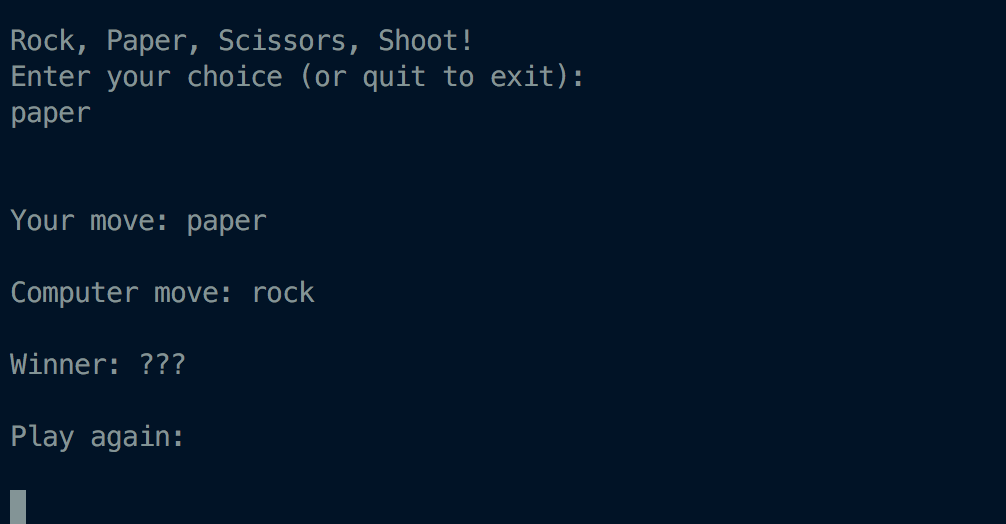 Rock, Paper, Scissors, Shoot!
Enter your choice (or quit to exit):
paper
Your move: paper
Computer move: rock
Winner: ???
Play again: